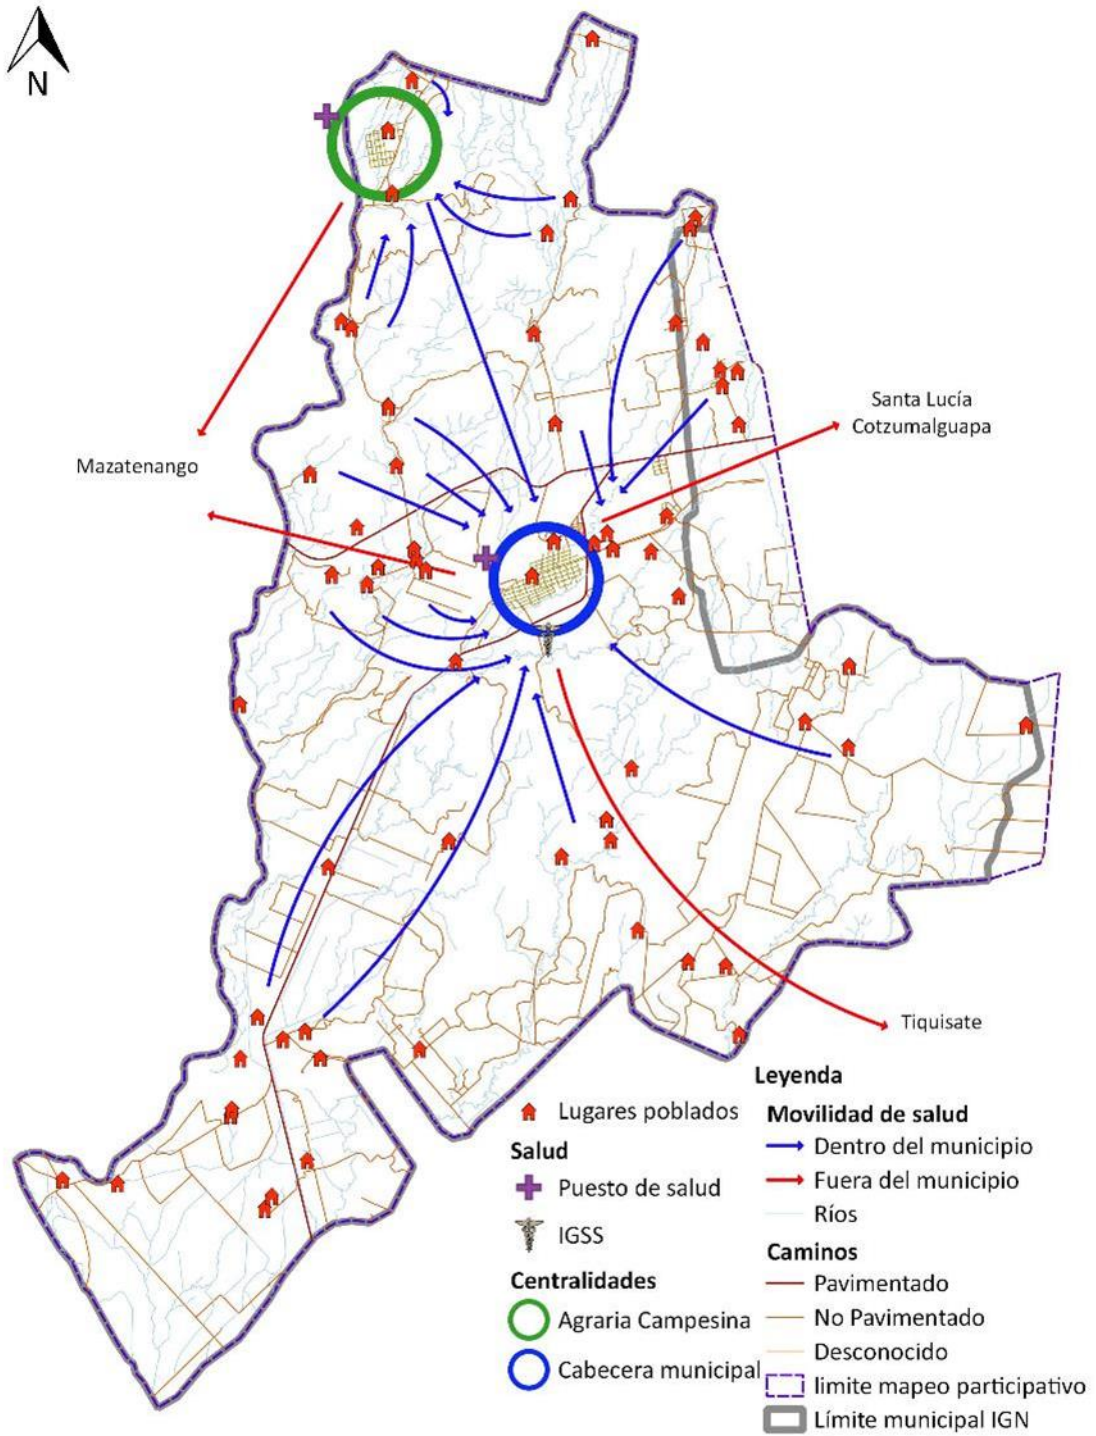 N
Santa Lucía
Cotzumalguapa
Mazatenango
Tiquisate
Leyenda
Lugares poblados
Salud
Puesto de salud
IGSS
Centralidades
Agraria Campesina
Cabecera municipal
Movilidad de salud
Dentro del municipio
Fuera del municipio
Ríos
Caminos
Pavimentado
No Pavimentado
Desconocido
limite mapeo participativo
Límite municipal IGN